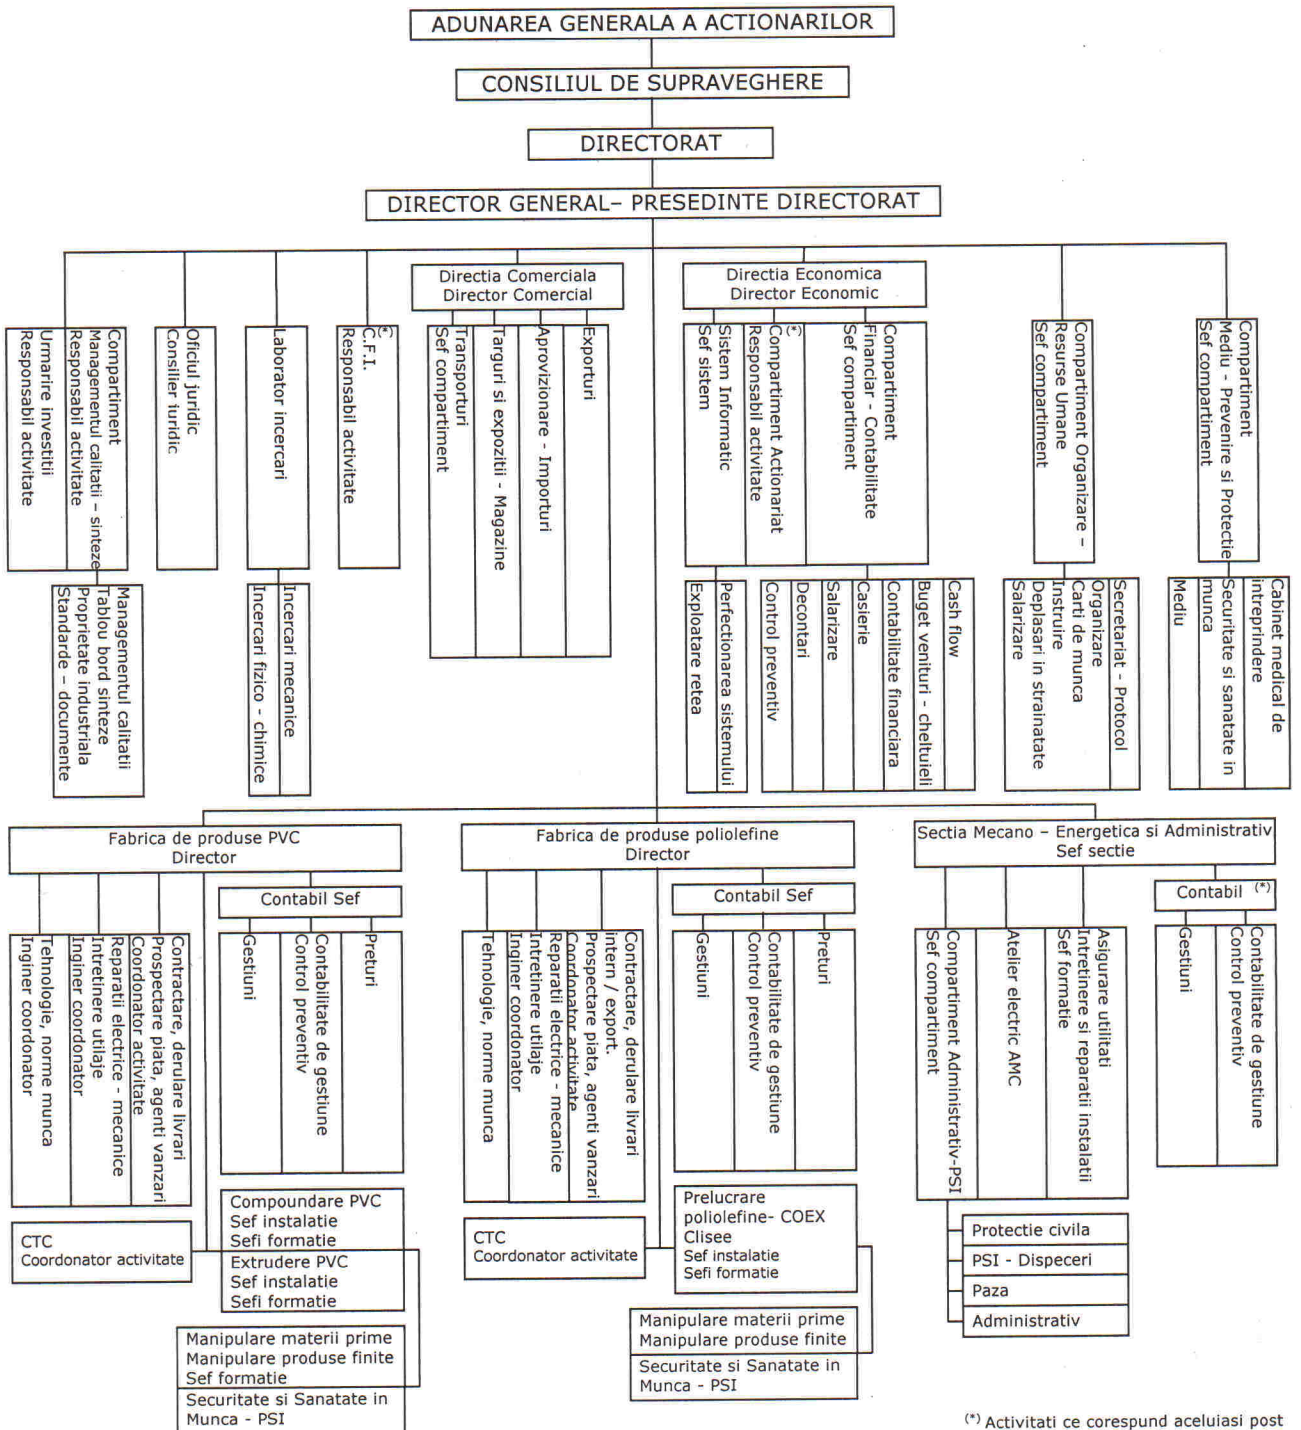 ADUNAREA GENERALA A ACTIONARILOR
CONSILIUL DE SUPRAVEGHERE
DIRECTORAT
DIRECTOR GENERAL– PRESEDINTE DIRECTORAT
Directia Comerciala
Director Comercial
Directia Economica
Director Economic
Compartiment
Managementul calitatii – sinteze
Responsabil activitate
Urmarire investitii
Responsabil activitate
Oficiul juridic
Consilier juridic
Laborator incercari
(*)
C.F.I.
Responsabil activitate
Exporturi
Aprovizionare - Importuri
Targuri si expozitii - Magazine
Transporturi
Sef compartiment
Compartiment
Financiar - Contabilitate
Sef compartiment
(*)
Compartiment Actionariat
Responsabil activitate
Sistem Informatic
Sef sistem
Compartiment Organizare –
Resurse Umane
Sef compartiment
Compartiment
Mediu - Prevenire si Protectie
Sef compartiment
Managementul calitatii
Tablou bord sinteze
Proprietate industriala
Standarde – documente
Incercari mecanice
Incercari fizico - chimice
Perfectionarea sistemului
Exploatare retea
Cash flow
Buget venituri - cheltuieli
Contabilitate financiara
Casierie
Salarizare
Decontari
Control preventiv
Secretariat - Protocol
Organizare
Carti de munca
Instruire
Deplasari in strainatate
Salarizare
Cabinet medical de
intreprindere
Securitate si sanatate in
munca
Mediu
Fabrica de produse PVC
Director
Contabil Sef
Contractare, derulare livrari
Prospectare piata, agenti vanzari
Coordonator activitate
Reparatii electrice - mecanice
Intretinere utilaje
Inginer coordonator
Tehnologie, norme munca
Inginer coordonator
Preturi
Contabilitate de gestiune
Control preventiv
Gestiuni
CTC
Coordonator activitate
Compoundare PVC
Sef instalatie
Sefi formatie
Extrudere PVC
Sef instalatie
Sefi formatie
Manipulare materii prime
Manipulare produse finite
Sef formatie
Securitate si Sanatate in
Munca - PSI
Fabrica de produse poliolefine
Director
Contabil Sef
Contractare, derulare livrari
intern / export.
Prospectare piata, agenti vanzari
Coordonator activitate
Reparatii electrice - mecanice
Intretinere utilaje
Inginer coordonator
Tehnologie, norme munca
Preturi
Contabilitate de gestiune
Control preventiv
Gestiuni
CTC
Coordonator activitate
Prelucrare
poliolefine- COEX
Clisee
Sef instalatie
Sefi formatie
Manipulare materii prime
Manipulare produse finite
Securitate si Sanatate in
Munca - PSI
Sectia Mecano – Energetica si Administrativ
Sef sectie
Contabil (*)
Asigurare utilitati
Intretinere si reparatii instalatii
Sef formatie
Atelier electric AMC
Compartiment Administrativ-PSI
Sef compartiment
Contabilitate de gestiune
Control preventiv
Gestiuni
Protectie civila
PSI - Dispeceri
Paza
Administrativ
(*) Activitati ce corespund aceluiasi post